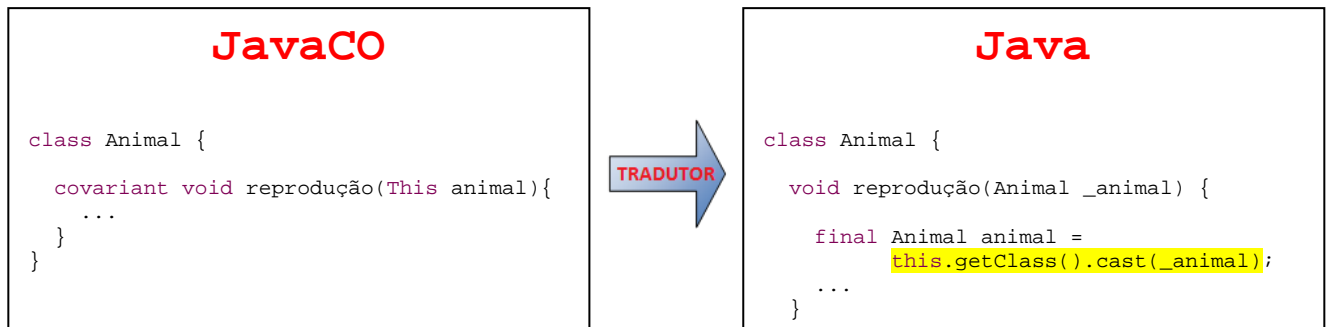 JavaCO
class Animal {
covariant void reprodução(This animal){
...
}
}
TRADUTOR
Java
class Animal {
void reprodução(Animal _animal) {
final Animal animal =
this.getClass().cast(_animal);
...
}